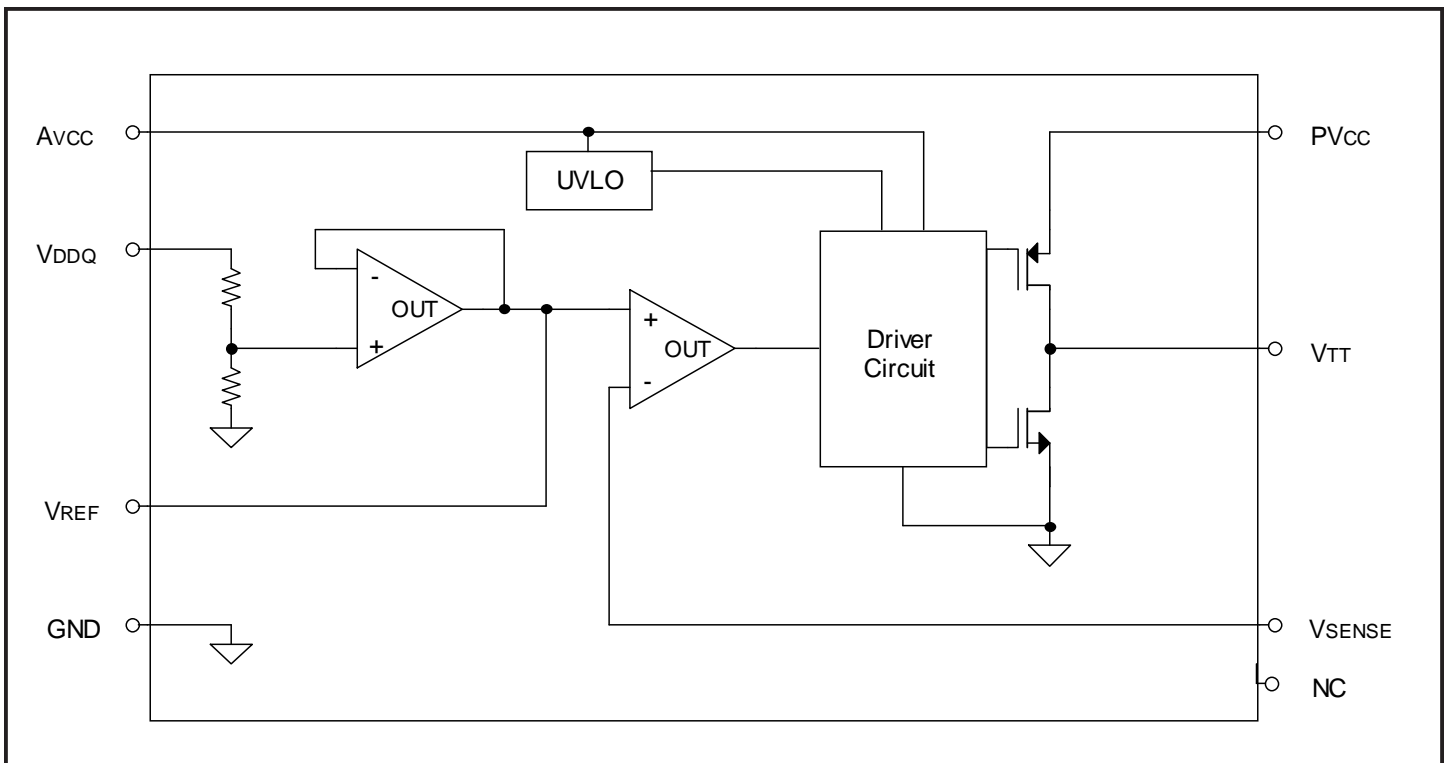 AVCC
PVCC
UVLO
VDDQ
-
OUT
+
+
OUT
-
Driver
Circuit
VTT
VREF
GND
VSENSE
NC